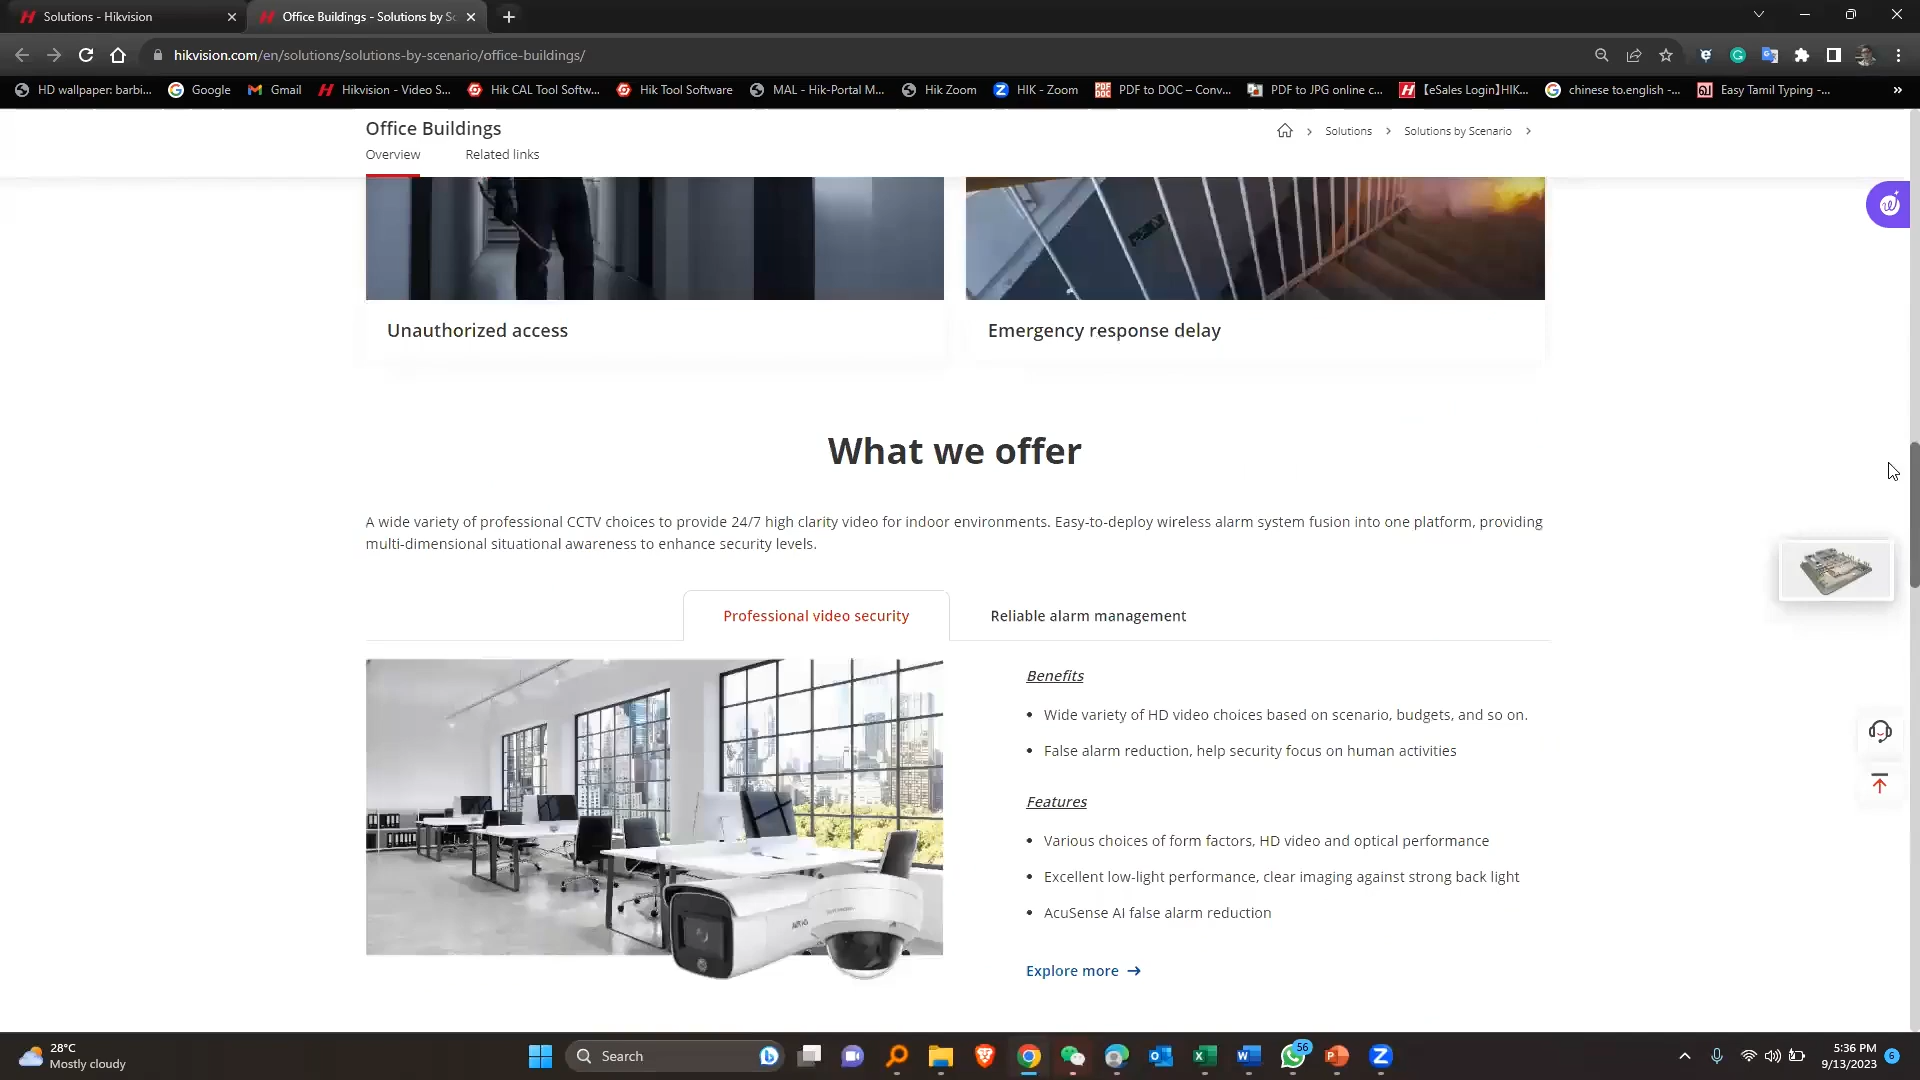 Solutions - Hikvision
Office Buildings - Solutions by Sc
hikvision.com/en/solutions/solutions-by-scenario/office-buildings/
HD wallpaper: barbi...
Google
Gmail
Hikvision - Video S...
Hik CAL Tool Softw...
Hik Tool Software
MAL - Hik-Portal M...
Hik Zoom
HIK - Zoom
PDF to DOC – Conv...
PDF to JPG online c...
【eSales Login】HIK...
chinese to.english -...
Easy Tamil Typing -...
Office Buildings
Solutions
Solutions by Scenario
Overview
Related links
Unauthorized access
Emergency response delay
What we offer
A wide variety of professional CCTV choices to provide 24/7 high clarity video for indoor environments. Easy-to-deploy wireless alarm system fusion into one platform, providing
multi-dimensional situational awareness to enhance security levels.
Professional video security
Reliable alarm management
Benefits
• Wide variety of HD video choices based on scenario, budgets, and so on.
• False alarm reduction, help security focus on human activities
Features
• Various choices of form factors, HD video and optical performance
• Excellent low-light performance, clear imaging against strong back light
• AcuSense AI false alarm reduction
Explore more
28°C
Mostly cloudy
Search
56
5:36 PM
9/13/2023
6